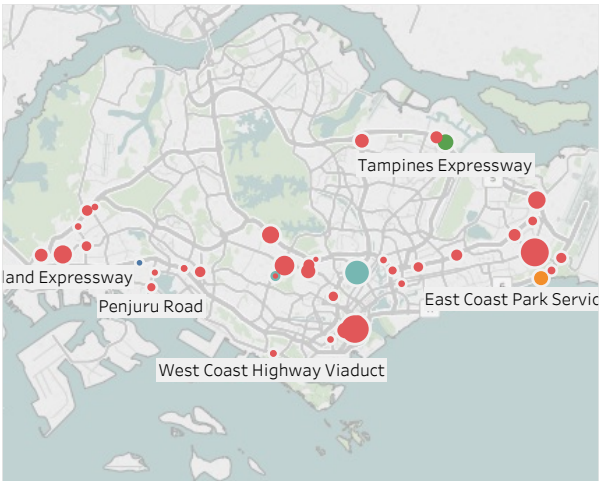 Tampines Expressway
land Expressway
East Coast Park Servic
Penjuru Road
West Coast Highway Viaduct